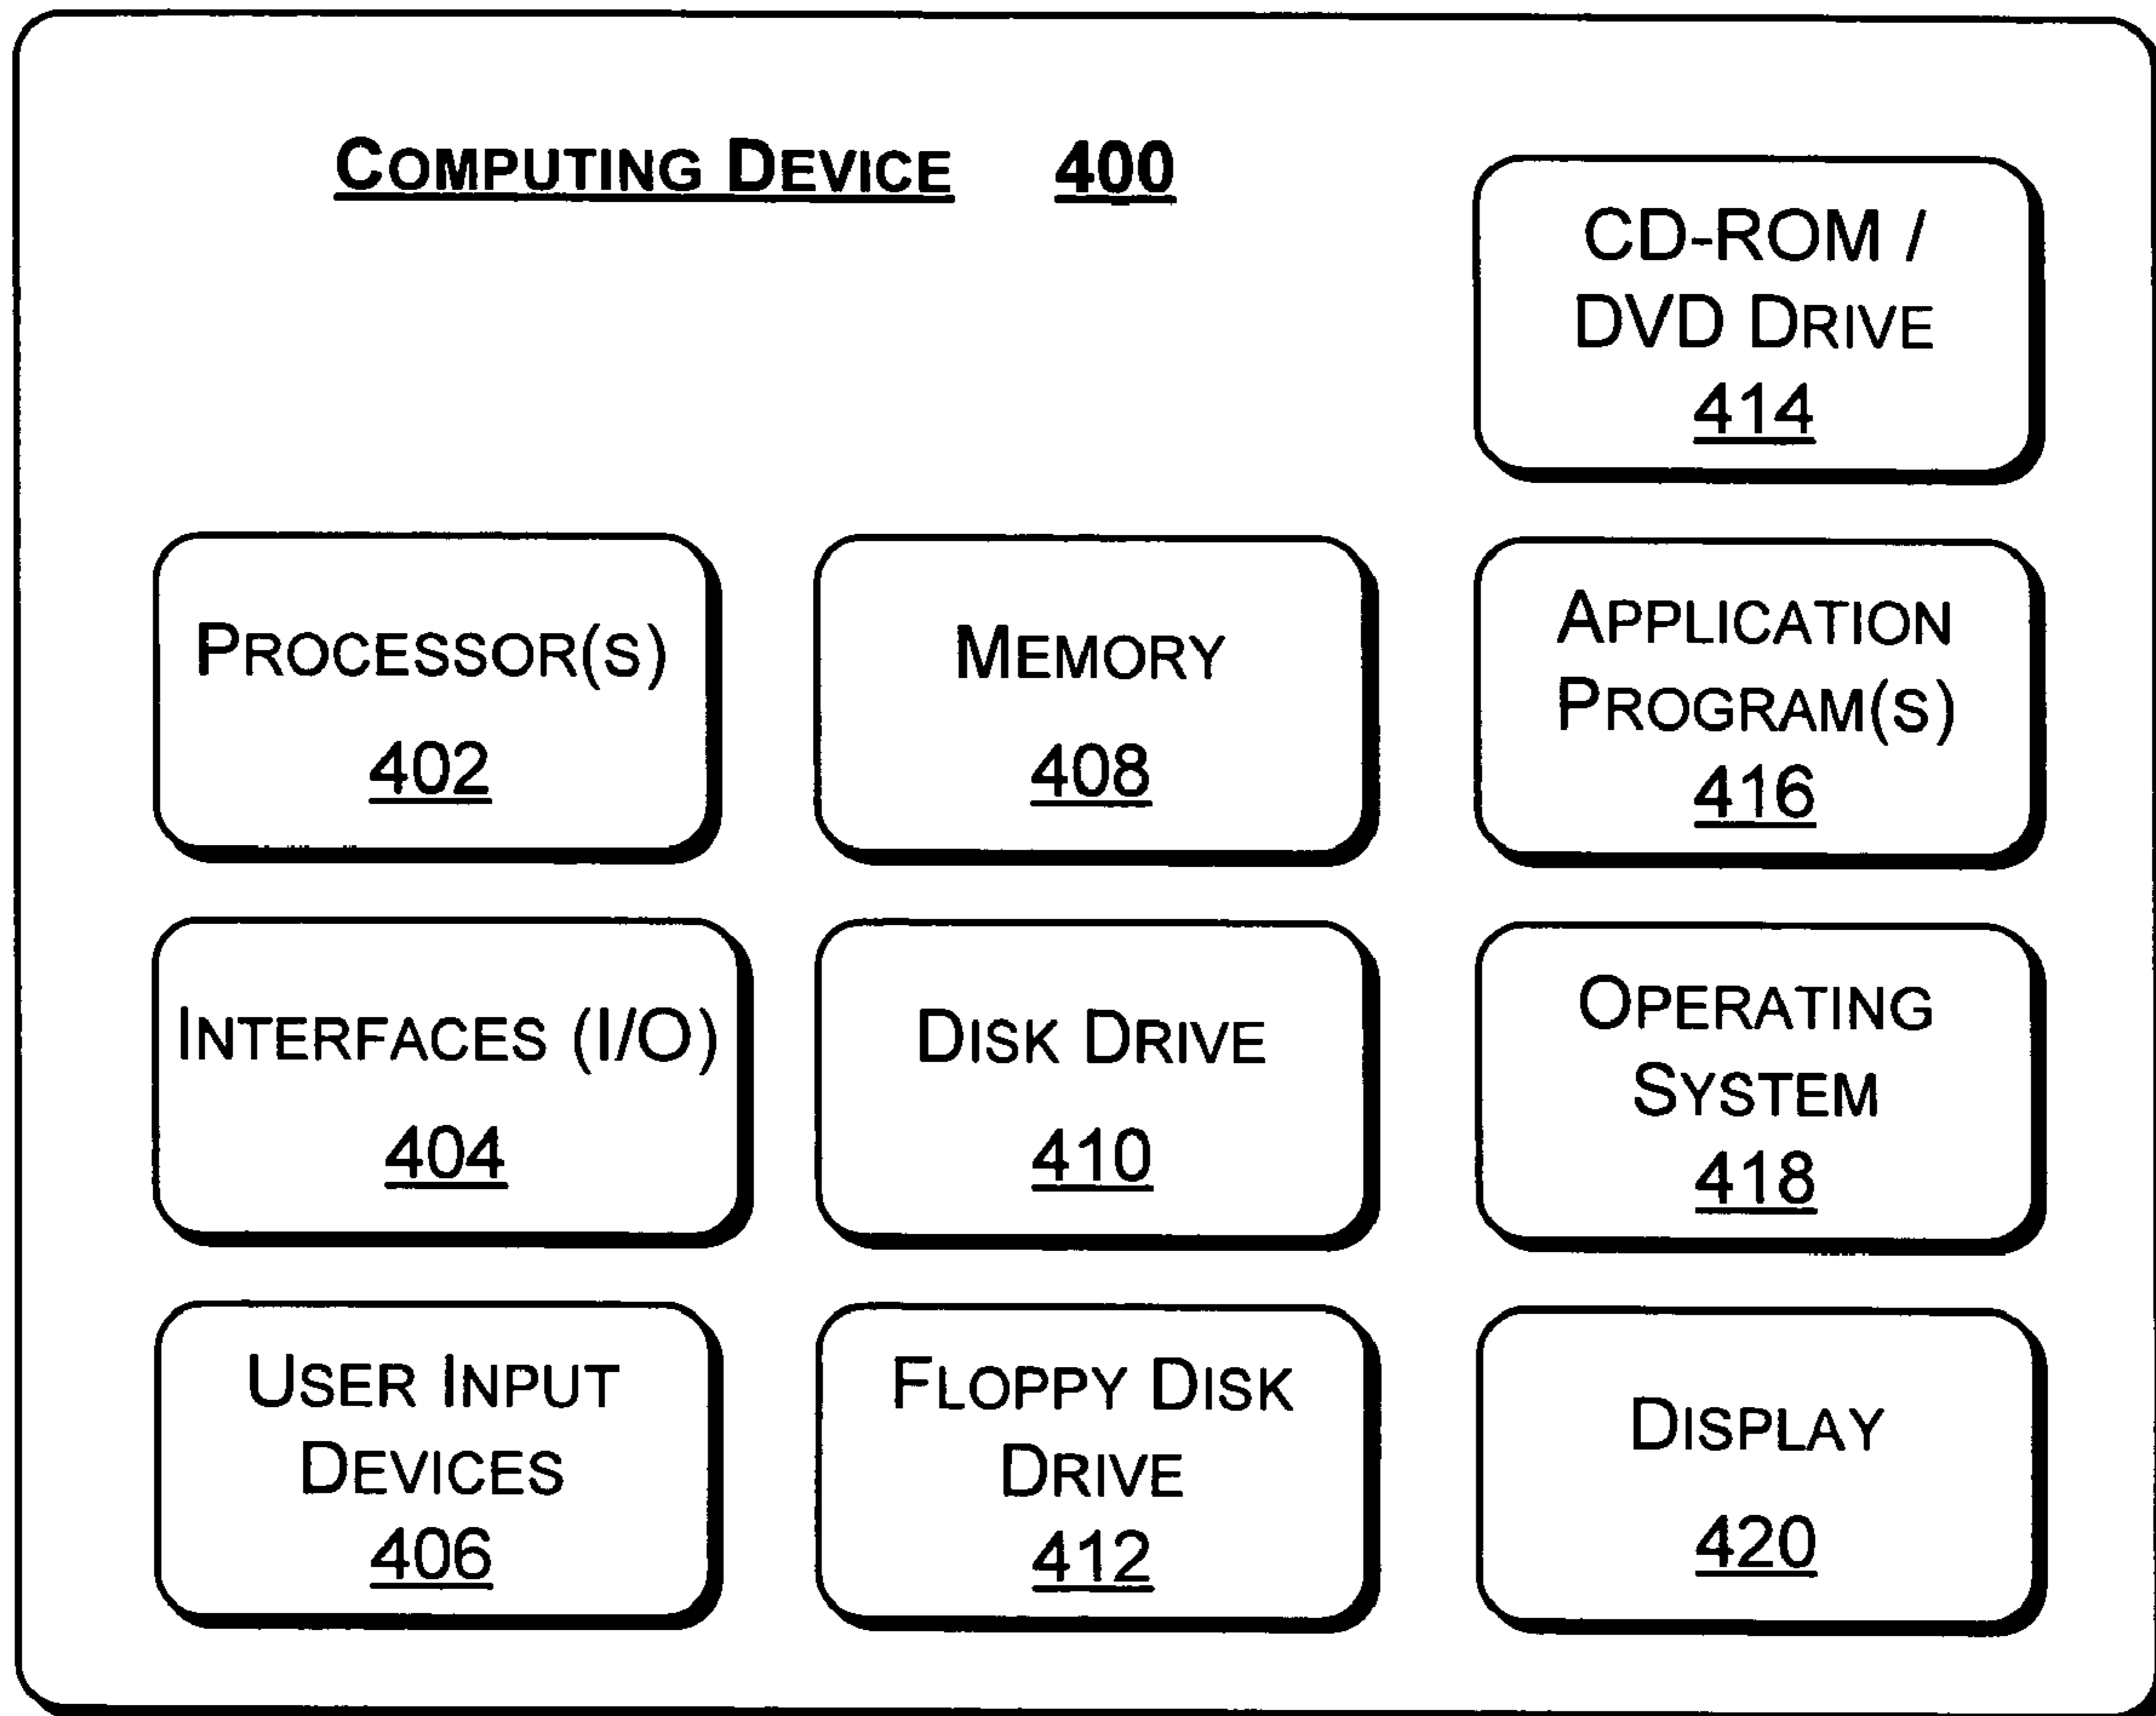 COMPUTING DEVICE 400
CD-ROM /
DVD DRIVE
414
PROCESSOR(S)
402
MEMORY
408
APPLICATION
PROGRAM(S)
416
INTERFACES (I/O)
404
DISK DRIVE
410
OPERATING
SYSTEM
418
USER INPUT
DEVICES
406
FLOPPY DISK
DRIVE
412
DISPLAY
420